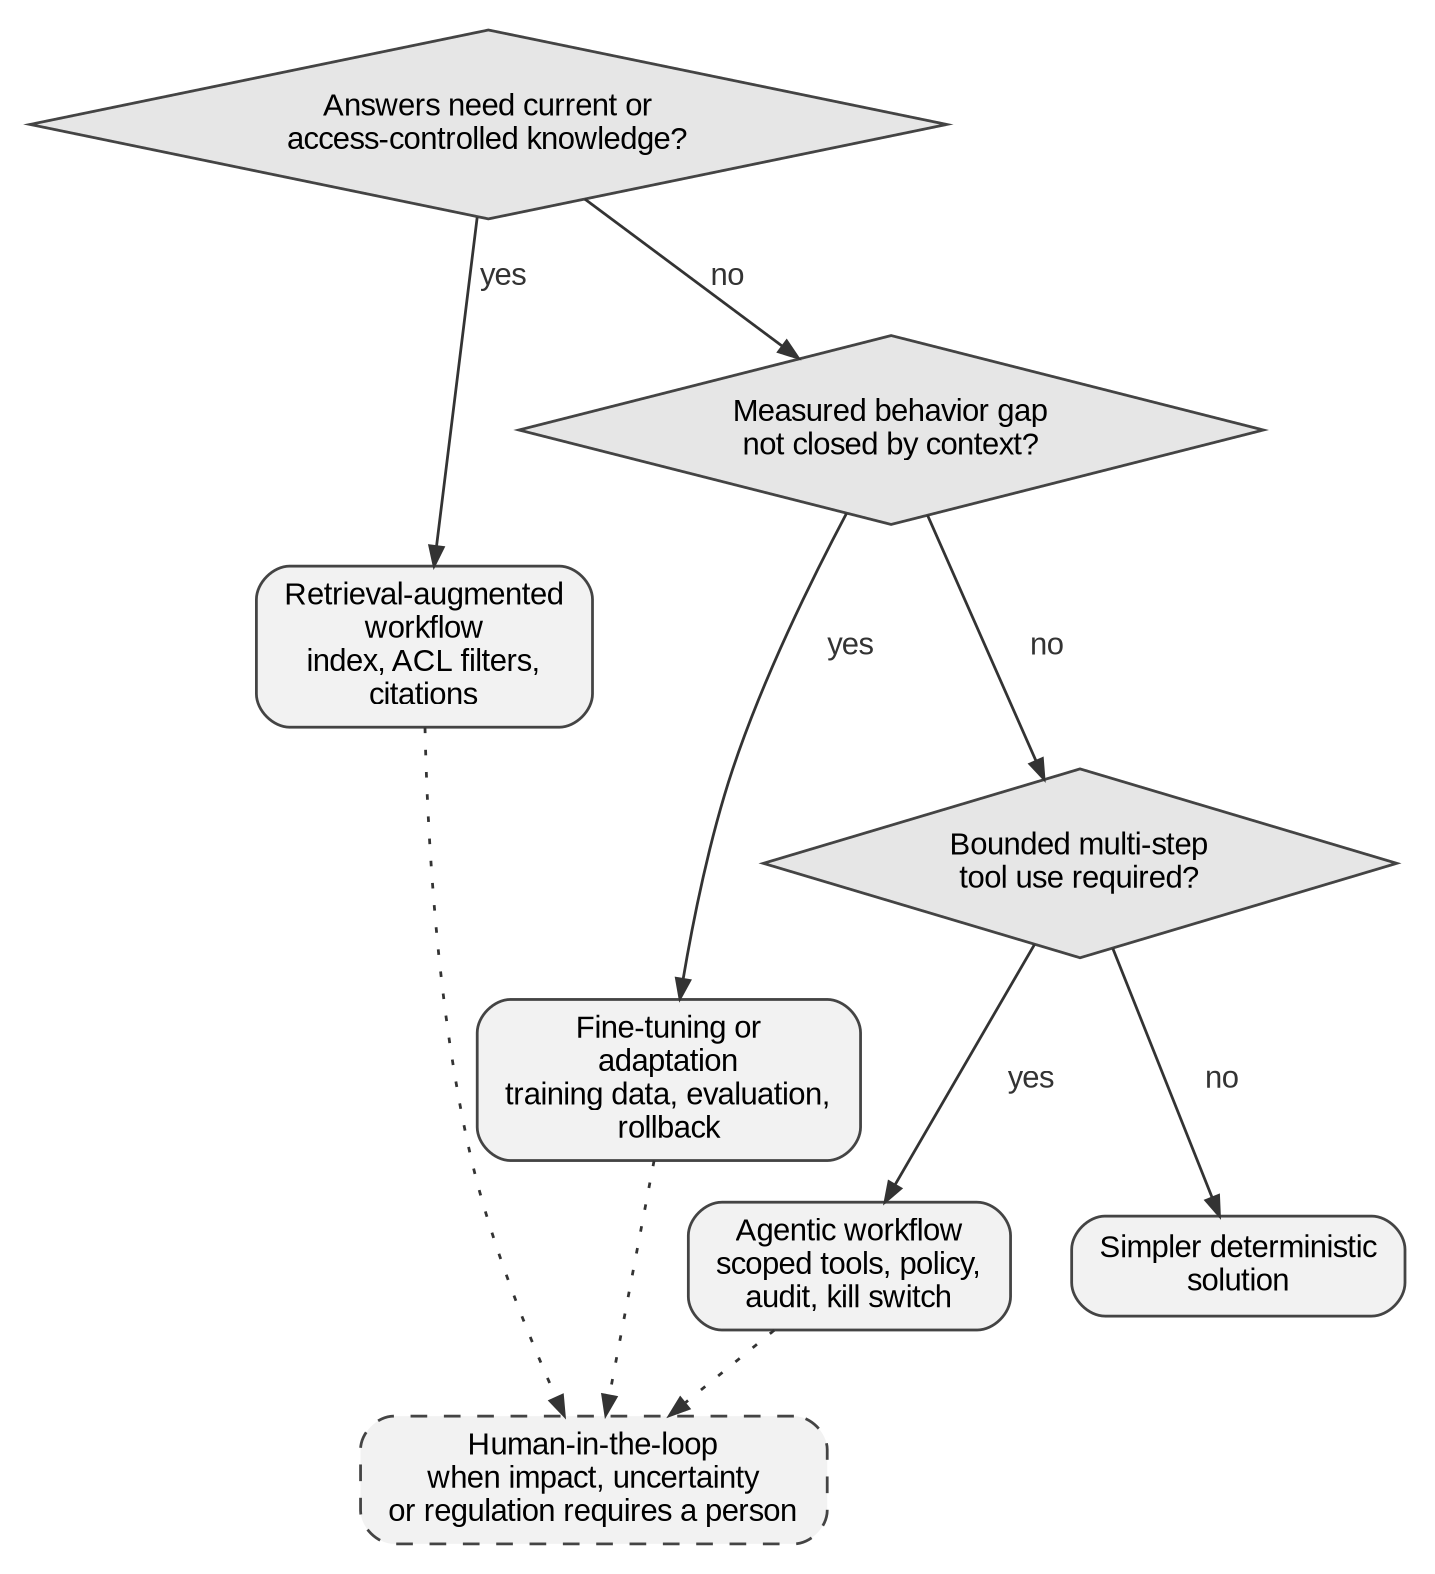 Answers need current or
access-controlled knowledge?
yes
no
Measured behavior gap
not closed by context?
Retrieval-augmented
workflow
index, ACL filters,
citations
yes
no
Bounded multi-step
tool use required?
Fine-tuning or
adaptation
training data, evaluation,
rollback
yes
no
Agentic workflow
scoped tools, policy,
audit, kill switch
Simpler deterministic
solution
Human-in-the-loop
when impact, uncertainty
or regulation requires a person